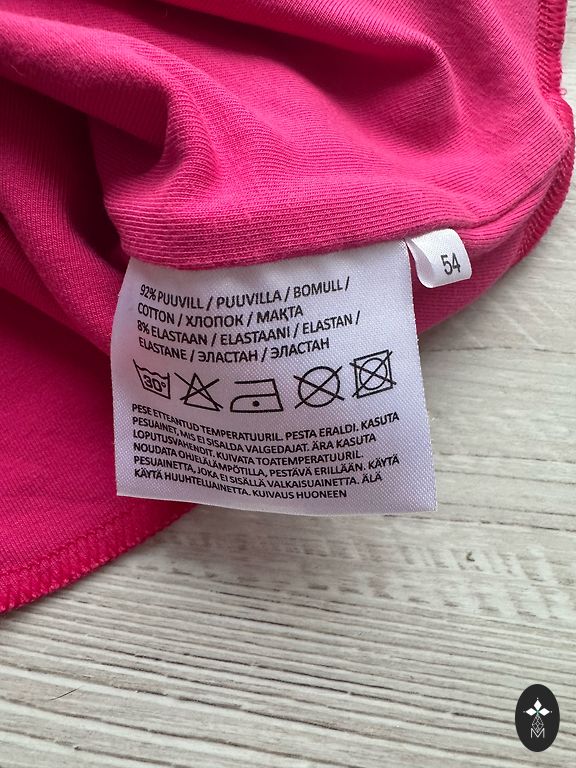 92% PUUVILL / PUUVILLA / BOMULL /
COTTON / ХЛОПОК / МАҚТА
8% ELASTAAN / ELASTAANI / ELASTAN /
ELASTANE / ЭЛАСТАН / ЭЛАСТАН
54
30°
PESE ETTEANTUD TEMPERATUURIL. PESTA ERALDI. KASUTA
PESUAINET, MIS EI SISALDA VALGEDAJAT. ÄRA KASUTA
LOPUTUSVAHENDIT. KUIVATA TOATEMPERATUURIL.
NOUDATA OHJELÄMPÖTILAA, PESTÄVÄ ERILLÄÄN. KÄYTÄ
PESUAINETTA, JOKA EI SISÄLLÄ VALKAISUAINETTA. ÄLÄ
KÄYTÄ HUUHTELUAINETTA. KUIVAUS HUONEEN
M